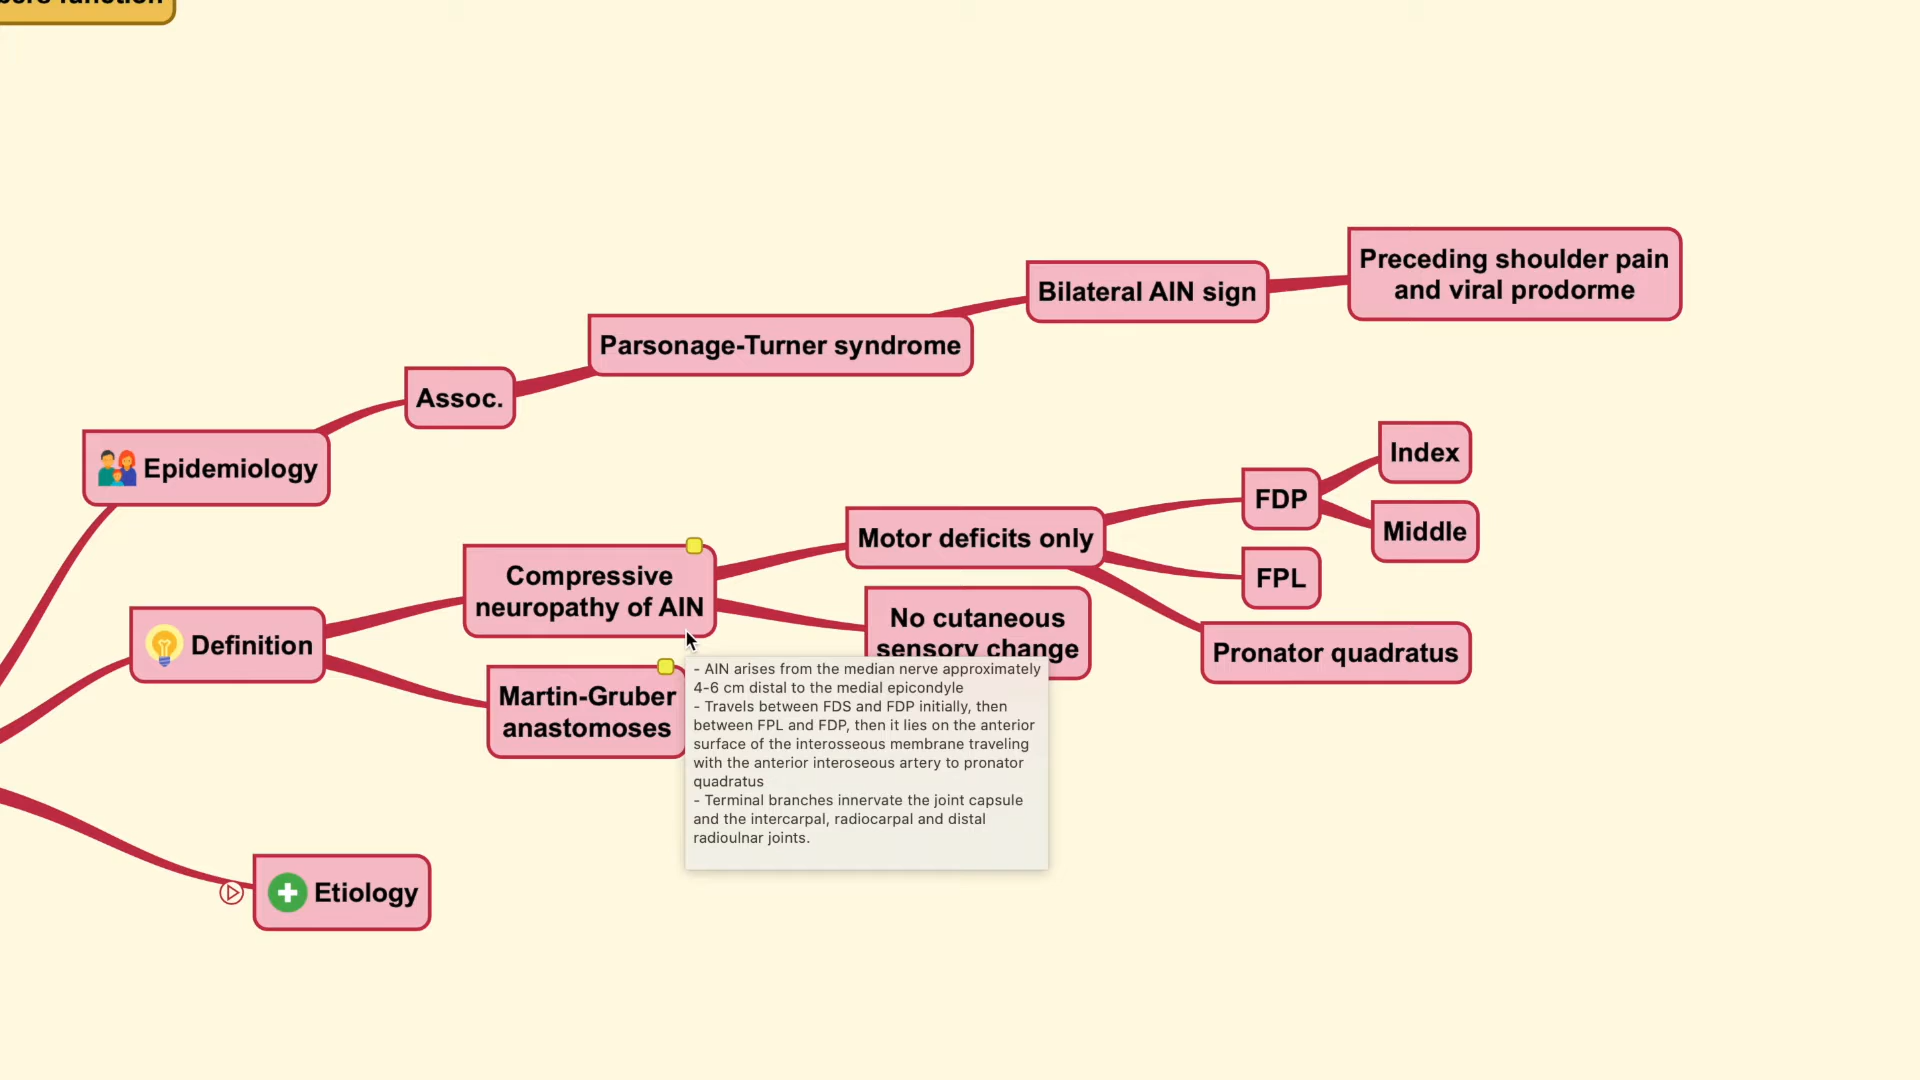 function
Preceding shoulder pain
and viral prodorme
Bilateral AIN sign
Parsonage-Turner syndrome
Assoc.
Epidemiology
Index
FDP
Middle
Motor deficits only
FPL
Compressive
neuropathy of AIN
No cutaneous
sensory change
Pronator quadratus
Definition
Martin-Gruber
anastomoses
- AIN arises from the median nerve approximately
4-6 cm distal to the medial epicondyle
- Travels between FDS and FDP initially, then
between FPL and FDP, then it lies on the anterior
surface of the interosseous membrane traveling
with the anterior interoseous artery to pronator
quadratus
- Terminal branches innervate the joint capsule
and the intercarpal, radiocarpal and distal
radioulnar joints.
Etiology